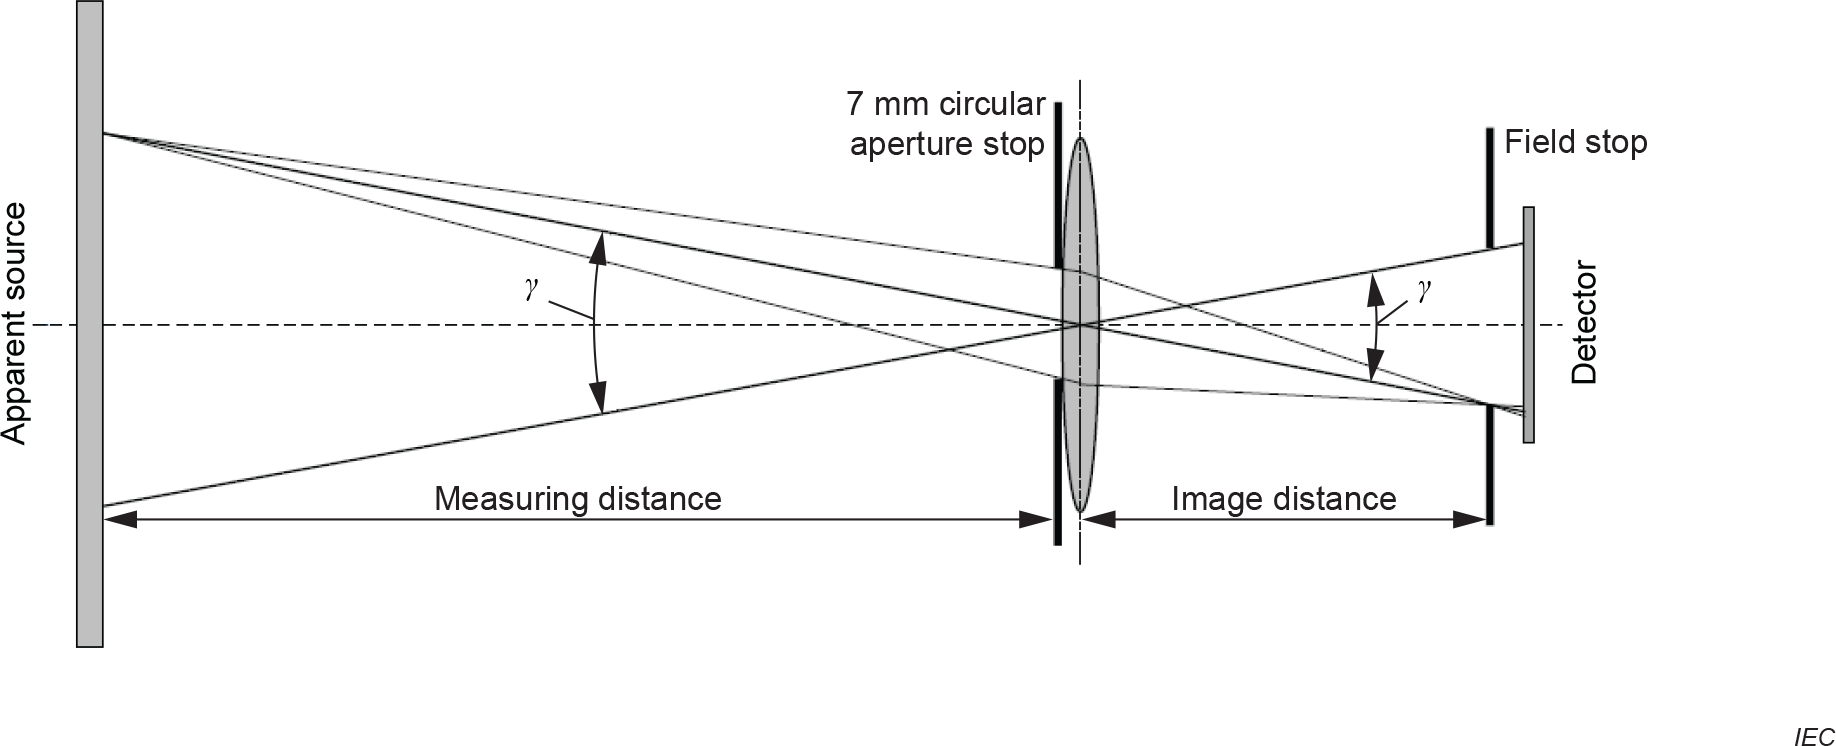 Apparent source
7 mm circular
aperture stop
Field stop
γ
γ
Detector
Measuring distance
Image distance
IEC